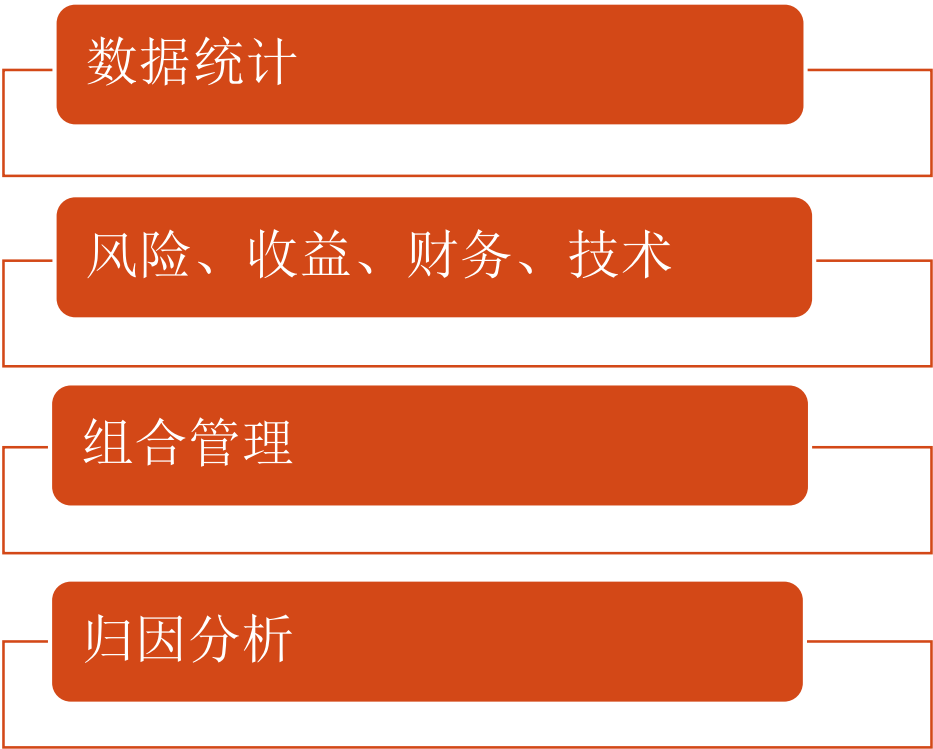 数据统计
风险、收益、财务、技术
组合管理
归因分析